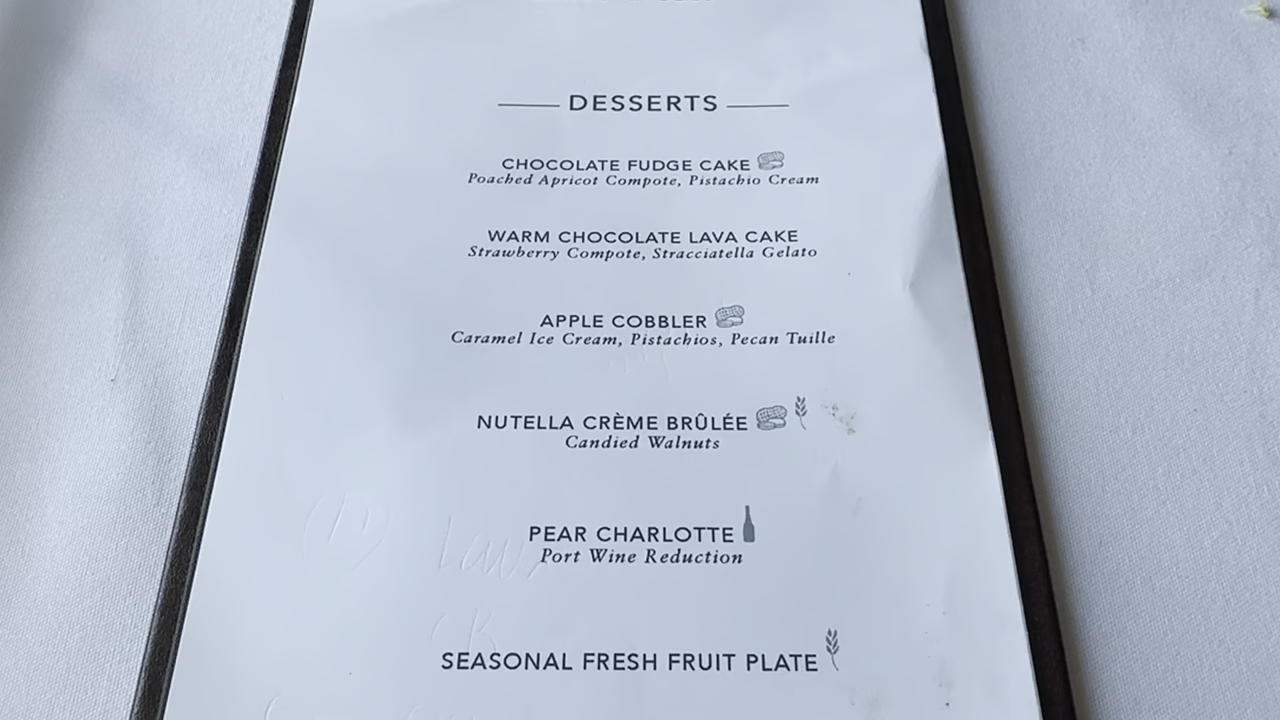 DESSERTS
CHOCOLATE FUDGE CAKE
Poached Apricot Compote, Pistachio Cream
WARM CHOCOLATE LAVA CAKE
Strawberry Compote, Stracciatella Gelato
APPLE COBBLER
Caramel Ice Cream, Pistachios, Pecan Tuille
NUTELLA CRÈME BRÛLÉE
Candied Walnuts
PEAR CHARLOTTE
Port Wine Reduction
SEASONAL FRESH FRUIT PLATE